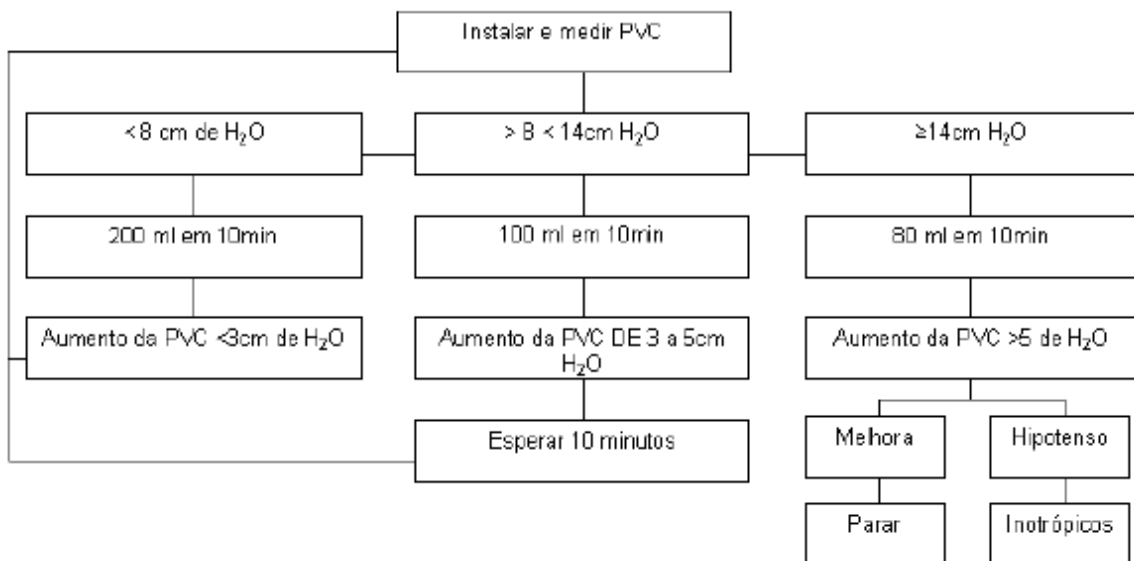 Instalar e medir PVC
<8 cm de H₂O
> 8 <14cm H₂O
≥14cm H₂O
200 ml em 10min
100 ml em 10min
80 ml em 10min
Aumento da PVC <3cm de H₂O
Aumento da PVC DE 3 a 5cm
H₂O
Aumento da PVC >5 de H₂O
Esperar 10 minutos
Melhora
Hipotenso
Parar
Inotrópicos